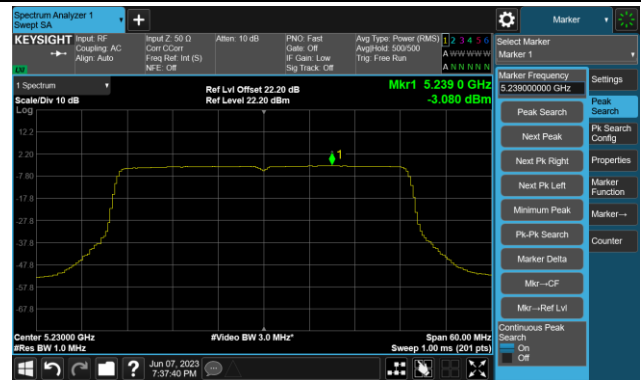 Spectrum Analyzer 1
Swept SA
Marker
KEYSIGHT
Input: RF
Coupling: AC
Align: Auto
Input Z: 50 Ω
Corr CCorr
Freq Ref: Int (S)
NFE: Off
Atten: 10 dB
PNO: Fast
Gate: Off
IF Gain: Low
Sig Track: Off
Avg Type: Power (RMS)
Avg|Hold: 500/500
Trig: Free Run
1 2 3 4 5 6
A W W W W W
A N N N N N
LW
Select Marker
Marker 1
1 Spectrum
Scale/Div 10 dB
Ref Lvl Offset 22.20 dB
Ref Level 22.20 dBm
Mkr1 5.239 0 GHz
-3.080 dBm
Log
12.2
2.20
-7.80
-17.8
-27.8
-37.8
-47.8
-57.8
-67.8
1
Center 5.23000 GHz
#Res BW 1.0 MHz
#Video BW 3.0 MHz*
Span 60.00 MHz
Sweep 1.00 ms (201 pts)
Marker Frequency
5.239000000 GHz
Peak Search
Next Peak
Next Pk Right
Next Pk Left
Minimum Peak
Pk-Pk Search
Marker Delta
Mkr→CF
Mkr→Ref Lvl
Continuous Peak
Search
On
Off
Settings
Peak
Search
Pk Search
Config
Properties
Marker
Function
Marker→
Counter
?
Jun 07, 2023
7:37:40 PM